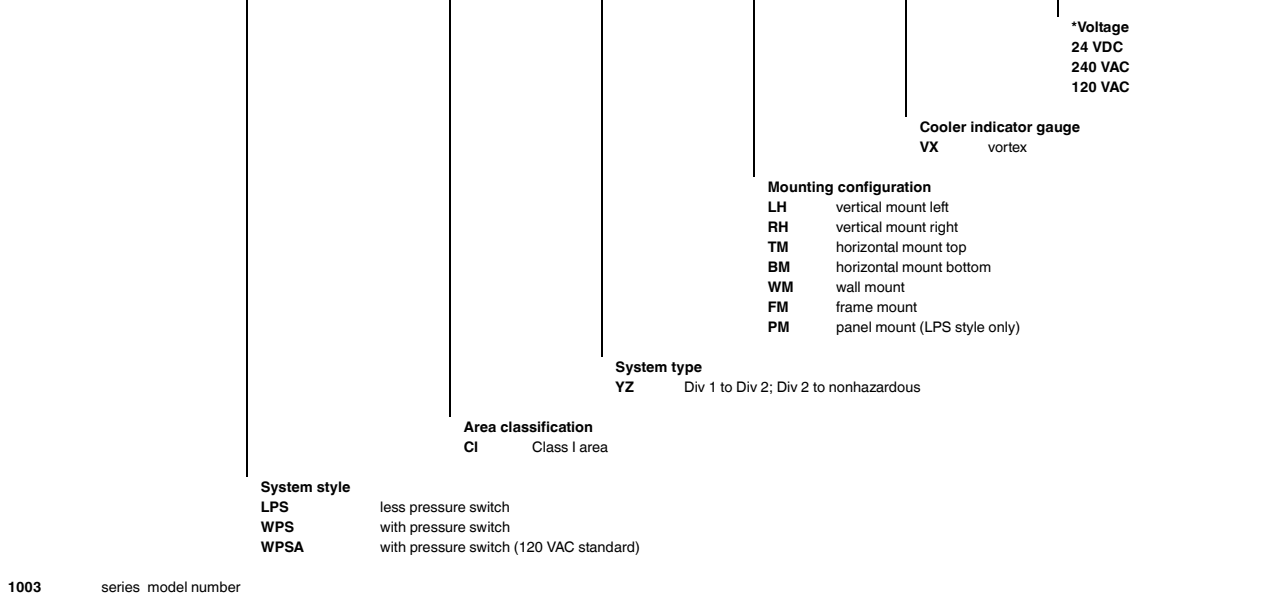 *Voltage
24 VDC
240 VAC
120 VAC
Cooler indicator gauge
VX vortex
Mounting configuration
LH vertical mount left
RH vertical mount right
TM horizontal mount top
BM horizontal mount bottom
WM wall mount
FM frame mount
PM panel mount (LPS style only)
System type
YZ Div 1 to Div 2; Div 2 to nonhazardous
Area classification
CI Class I area
System style
LPS less pressure switch
WPS with pressure switch
WPSA with pressure switch (120 VAC standard)
1003 series model number